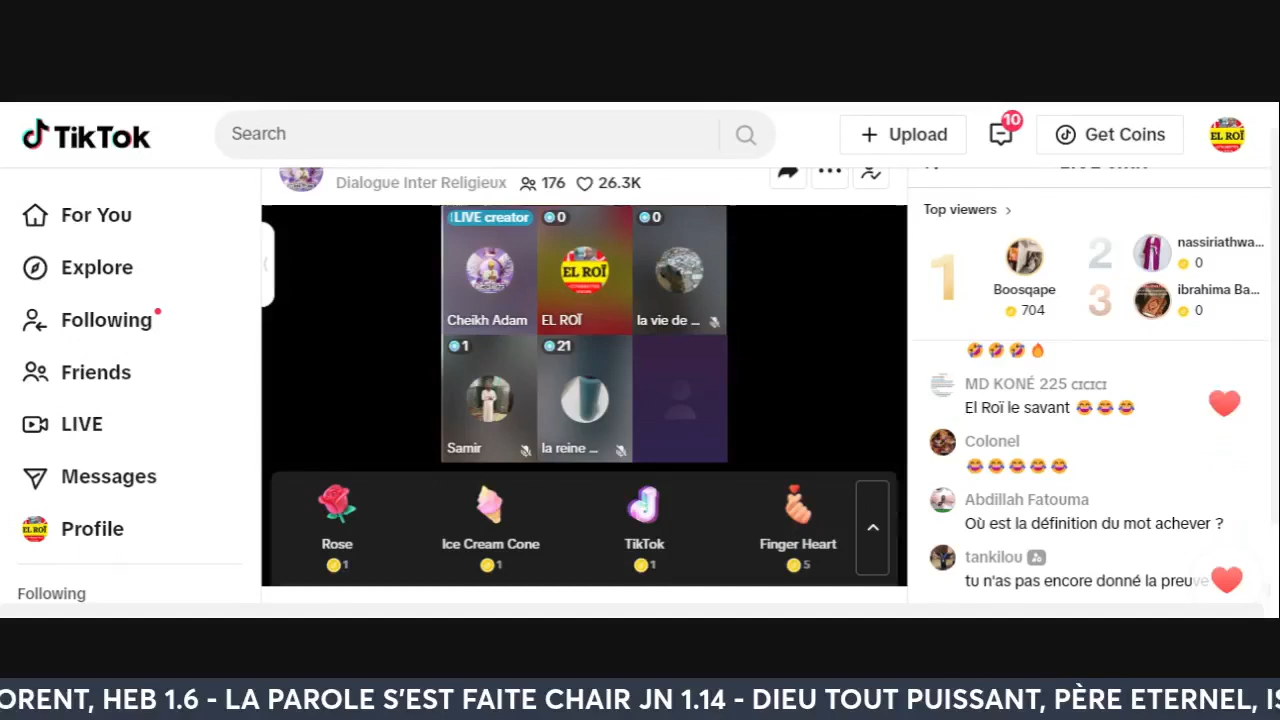 TikTok
Search
Upload
10
Get Coins
EL ROÏ
For You
Explore
Following
Friends
LIVE
Messages
EL ROÏ
Profile
Following
Dialogue Inter Religieux
176
26.3K
LIVE creator
0
0
EL ROÏ
Cheikh Adam
EL ROÏ
la vie de ...
1
21
Samir
la reine ...
Rose
1
Ice Cream Cone
1
TikTok
1
Finger Heart
5
Top viewers
1
Boosqape
704
2
nassiriathwa...
0
3
ibrahima Ba...
0
🤣 🤣 🤣 🔥
MD KONÉ 225 🇨🇮🇨🇮🇨🇮
El Roï le savant 😂 😂 😂
Colonel
😂 😂 😂 😂 😂
Abdillah Fatouma
Où est la définition du mot achever ?
tankilou
tu n'as pas encore donné la preuve
ORENT, HEB 1.6 - LA PAROLE S'EST FAITE CHAIR JN 1.14 - DIEU TOUT PUISSANT, PÈRE ETERNEL, IS